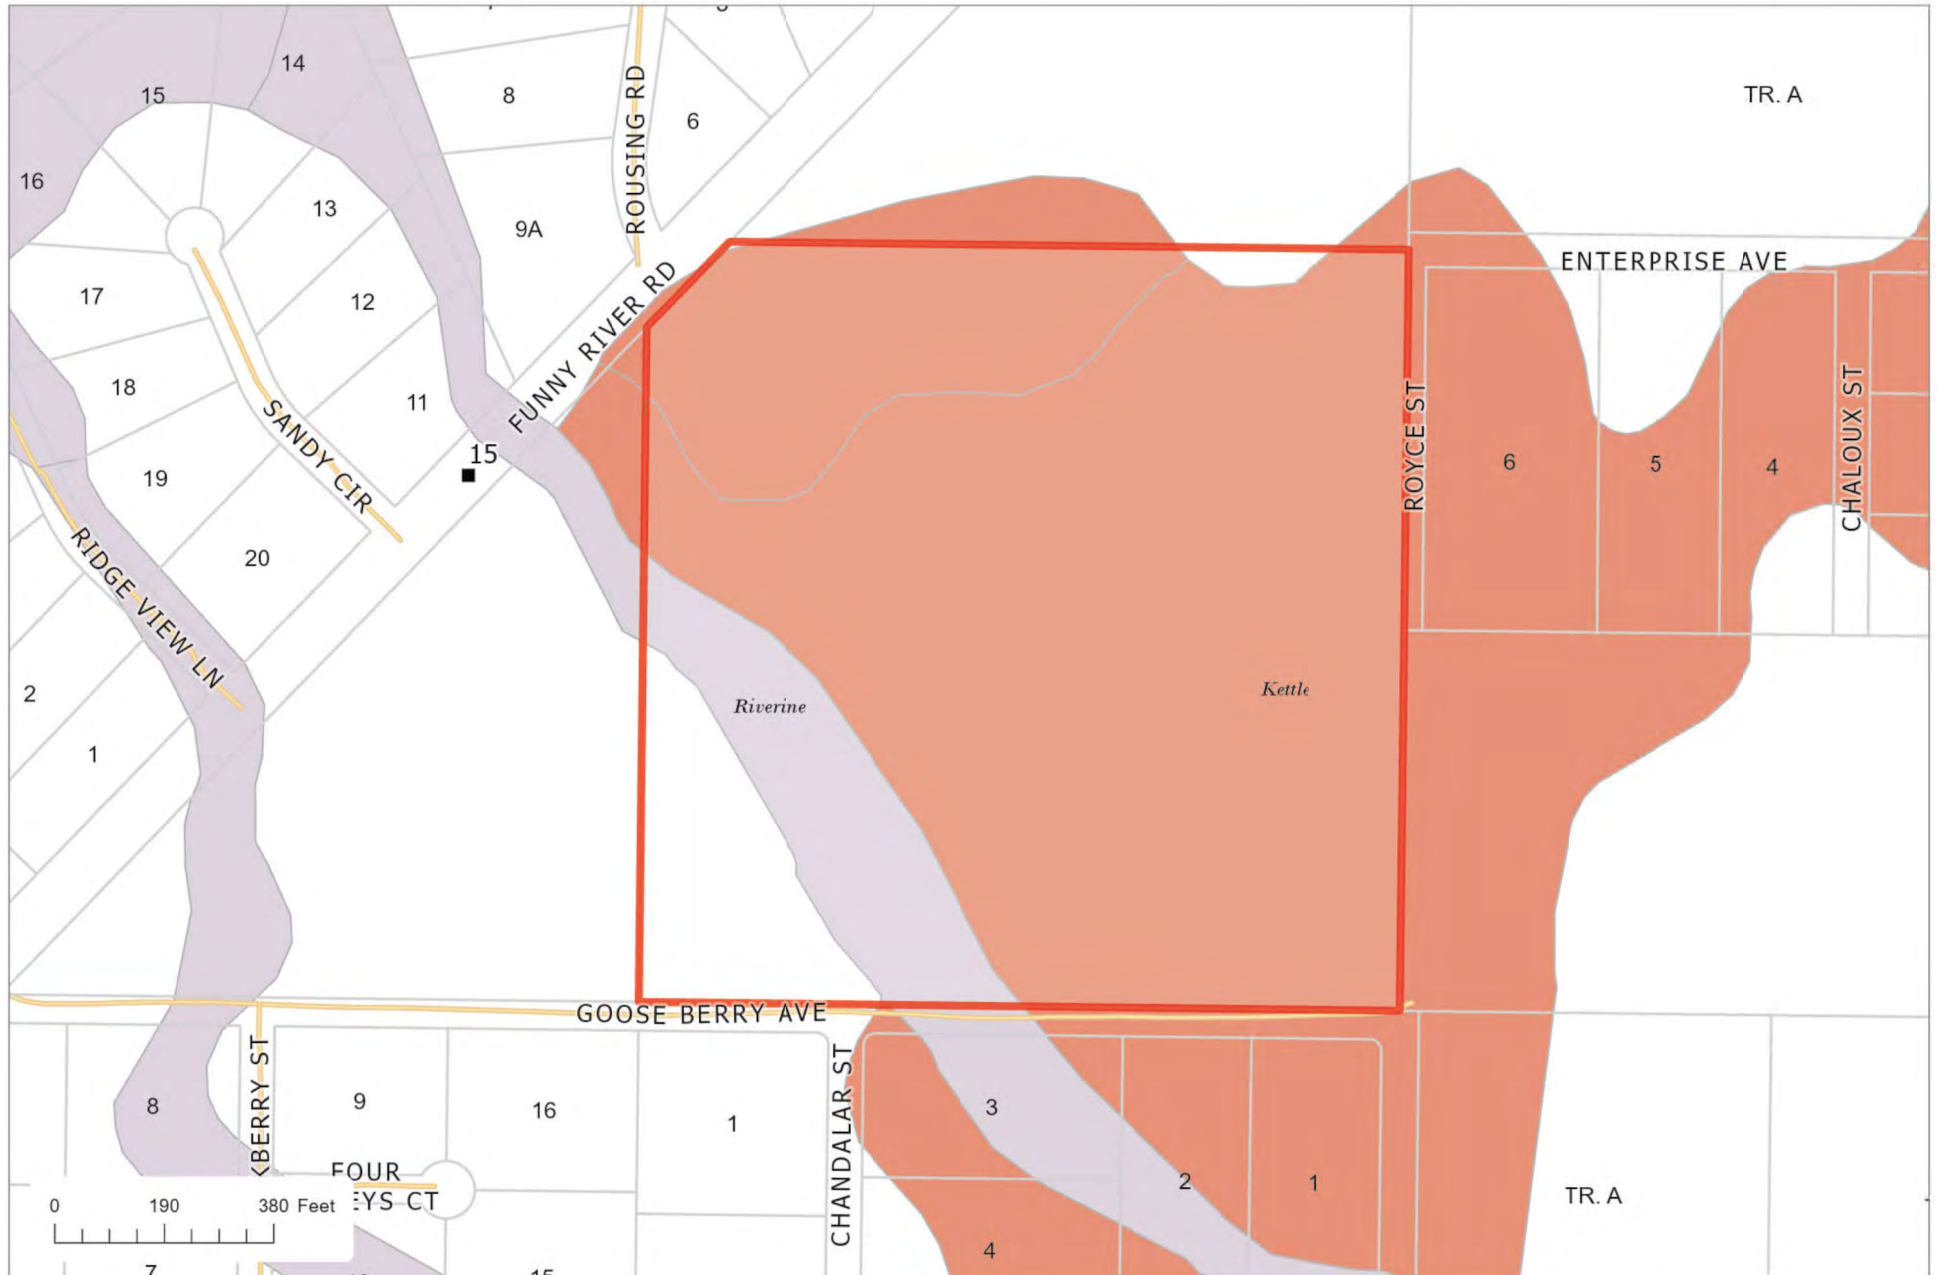 14
15
8
TR. A
6
ROUSING RD
16
13
9A
ENTERPRISE AVE
17
12
FUNNY RIVER RD
18
11
SANDY CIR
15
ROYCE ST
6
5
4
CHALOUX ST
19
20
RIDGE VIEW LN
2
1
Riverine
Kettle
GOOSE BERRY AVE
8
BERRY ST
9
16
1
CHANDALAR ST
3
2
1
TR. A
FOUR
EYS CT
0 190 380 Feet
4
7
15